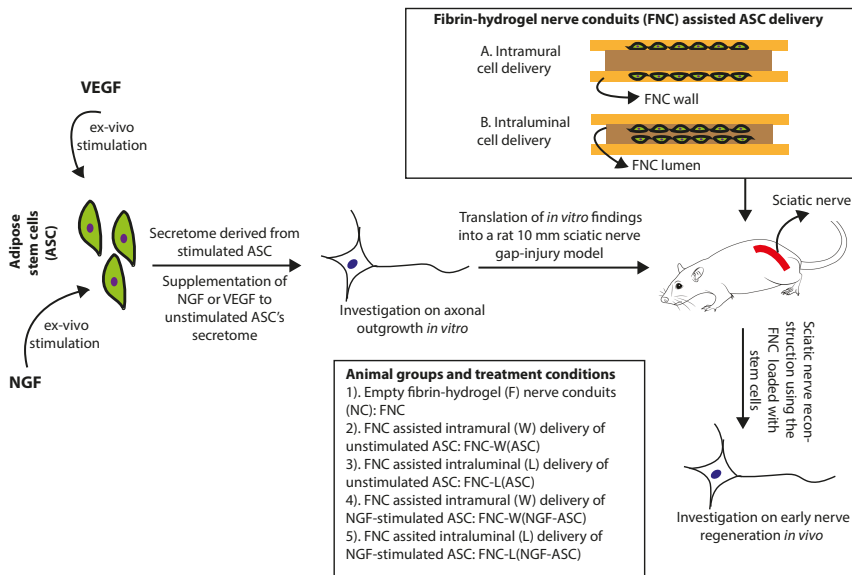 Fibrin-hydrogel nerve conduits (FNC) assisted ASC delivery
A. Intramural
cell delivery
FNC wall
B. Intraluminal
cell delivery
FNC lumen
VEGF
ex-vivo
stimulation
Adipose
stem cells
(ASC)
ex-vivo
stimulation
NGF
Secretome derived from
stimulated ASC
Supplementation of
NGF or VEGF to
unstimulated ASC's
secretome
Investigation on axonal
outgrowth in vitro
Translation of in vitro findings
into a rat 10 mm sciatic nerve
gap-injury model
Sciatic nerve
Sciatic nerve recon-
struction using the
FNC loaded with
stem cells
Investigation on early nerve
regeneration in vivo
Animal groups and treatment conditions
1). Empty fibrin-hydrogel (F) nerve conduits
(NC): FNC
2). FNC assisted intramural (W) delivery of
unstimulated ASC: FNC-W(ASC)
3). FNC assisted intraluminal (L) delivery of
unstimulated ASC: FNC-L(ASC)
4). FNC assisted intramural (W) delivery of
NGF-stimulated ASC: FNC-W(NGF-ASC)
5). FNC assited intraluminal (L) delivery of
NGF-stimulated ASC: FNC-L(NGF-ASC)